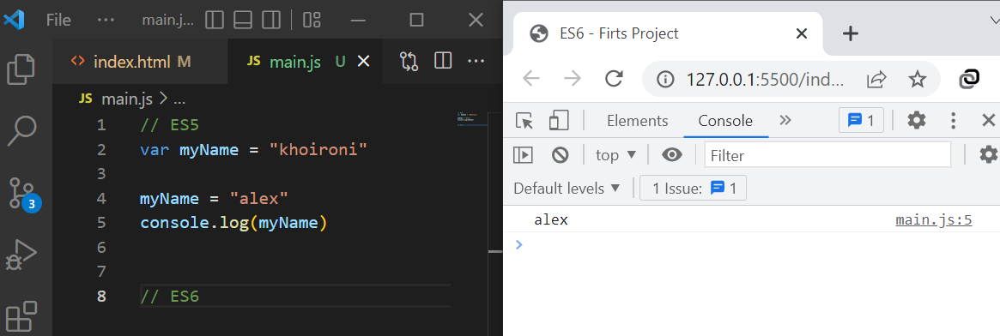 File ··· main.j...
index.html M
JS main.js U
JS main.js > ...
1 // ES5
2 var myName = "khoironi"
3
4 myName = "alex"
5 console.log(myName)
6
7
8 // ES6
3
ES6 - Firts Project
127.0.0.1:5500/ind...
Elements Console » 1
top ▼ Filter
Default levels ▼ 1 Issue: 1
alex main.js:5
>